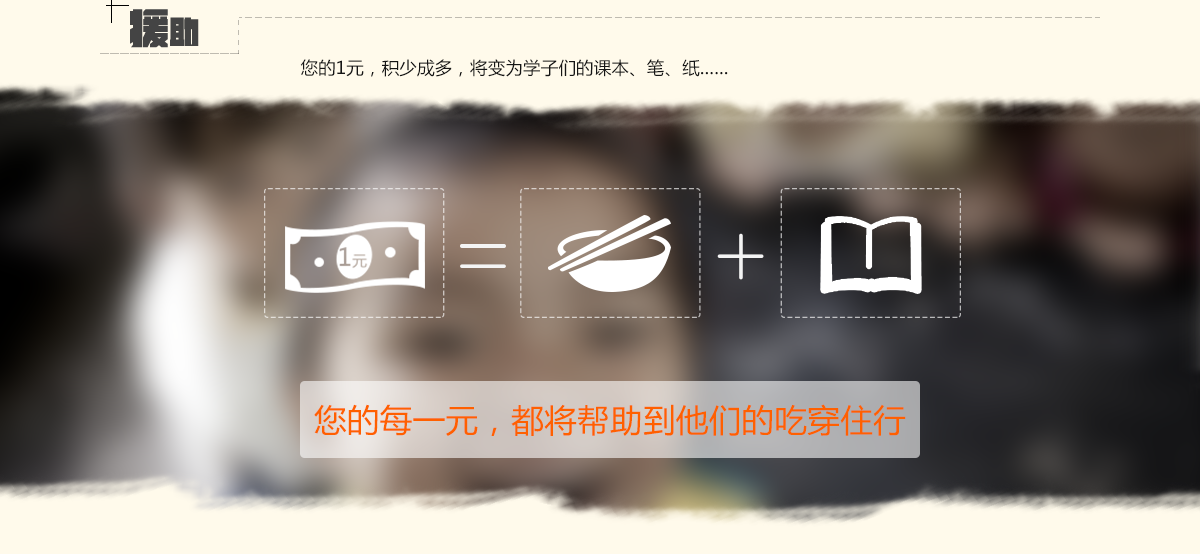 援助
您的1元，积少成多，将变为学子们的课本、笔、纸......
1元
您的每一元，都将帮助到他们的吃穿住行